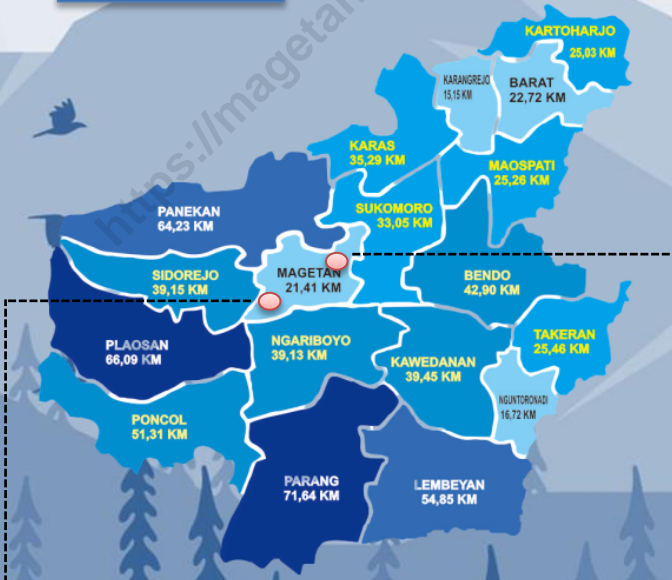 KARTOHARJO
25,03 KM
KARANGREJO
15,15 KM
BARAT
22,72 KM
KARAS
35,29 KM
MAOSPATI
25,26 KM
PANEKAN
64,23 KM
SUKOMORO
33,05 KM
SIDOREJO
39,15 KM
MAGETAN
21,41 KM
BENDO
42,90 KM
PLAOSAN
66,09 KM
NGARIBOYO
39,13 KM
KAWEDANAN
39,45 KM
TAKERAN
25,46 KM
NGUNTORONADI
16,72 KM
PONCOL
51,31 KM
PARANG
71,64 KM
LEMBEYAN
54,85 KM
https://magetan